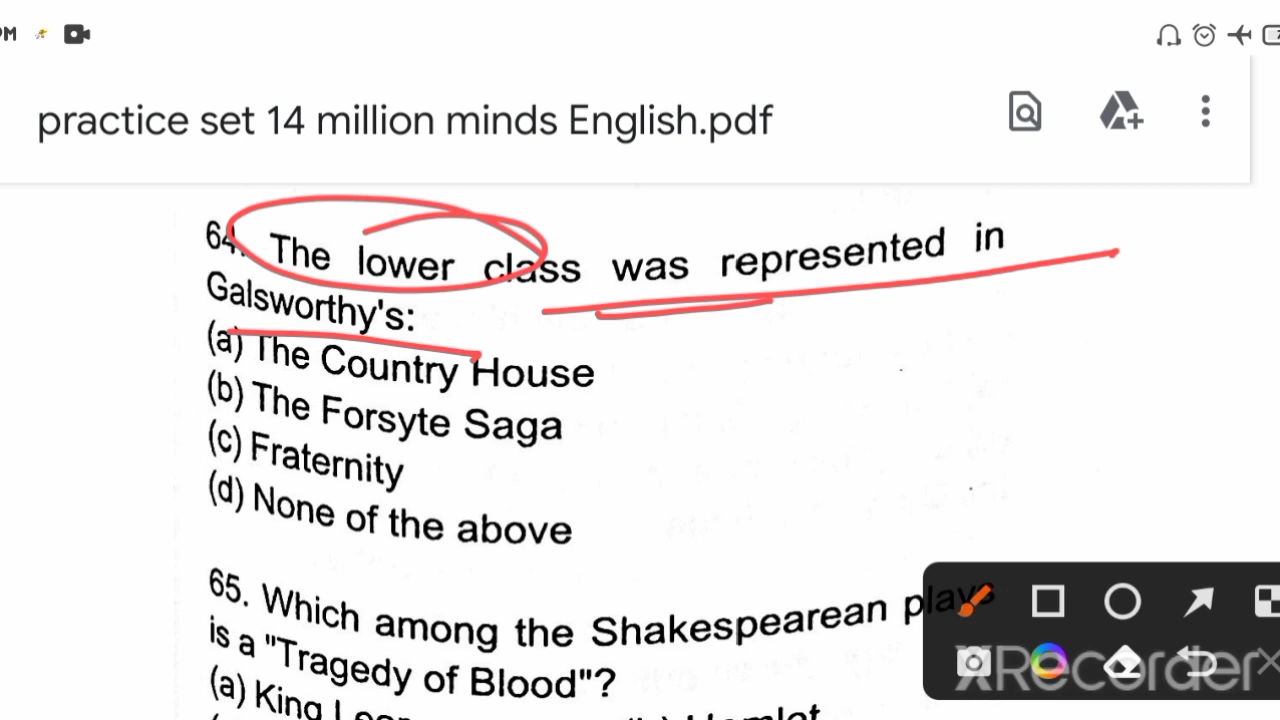 practice set 14 million minds English.pdf
64. The lower class was represented in
Galsworthy's:
(a) The Country House
(b) The Forsyte Saga
(c) Fraternity
(d) None of the above
65. Which among the Shakespearean plays
is a "Tragedy of Blood"?
(a) King Lear (b) Hamlet
XRecorder